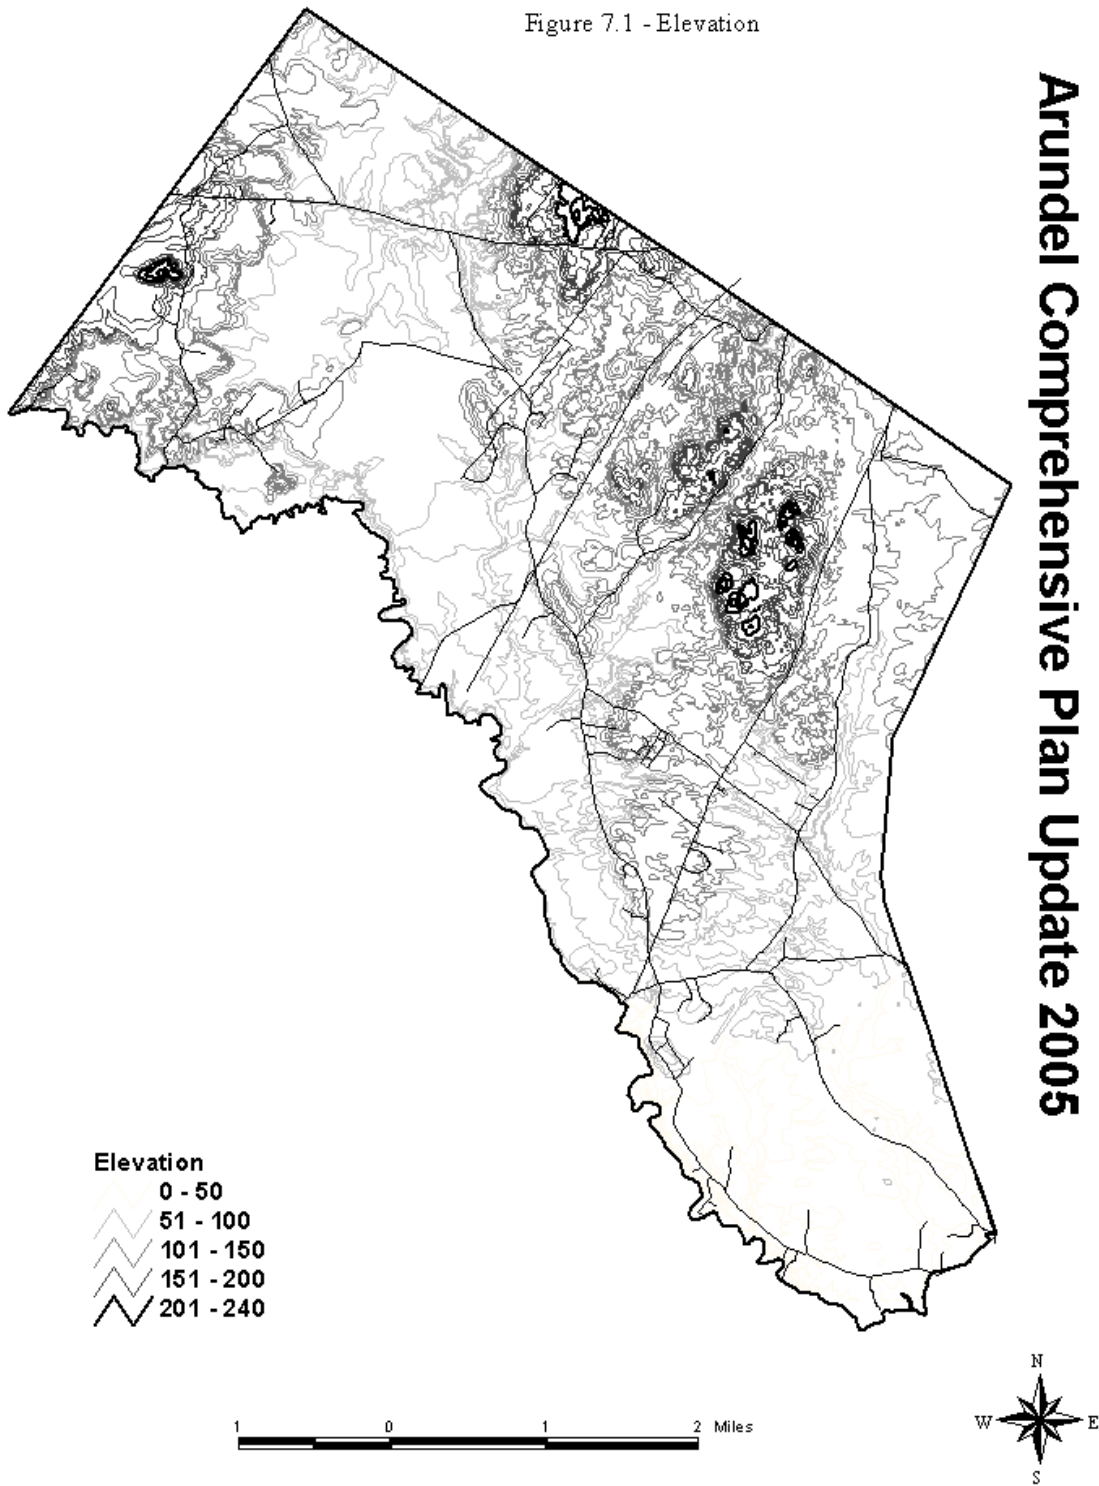 Figure 7.1 - Elevation
Arundel Comprehensive Plan Update 2005
Elevation
0 - 50
51 - 100
101 - 150
151 - 200
201 - 240
1 0 1 2 Miles
N
W E
S